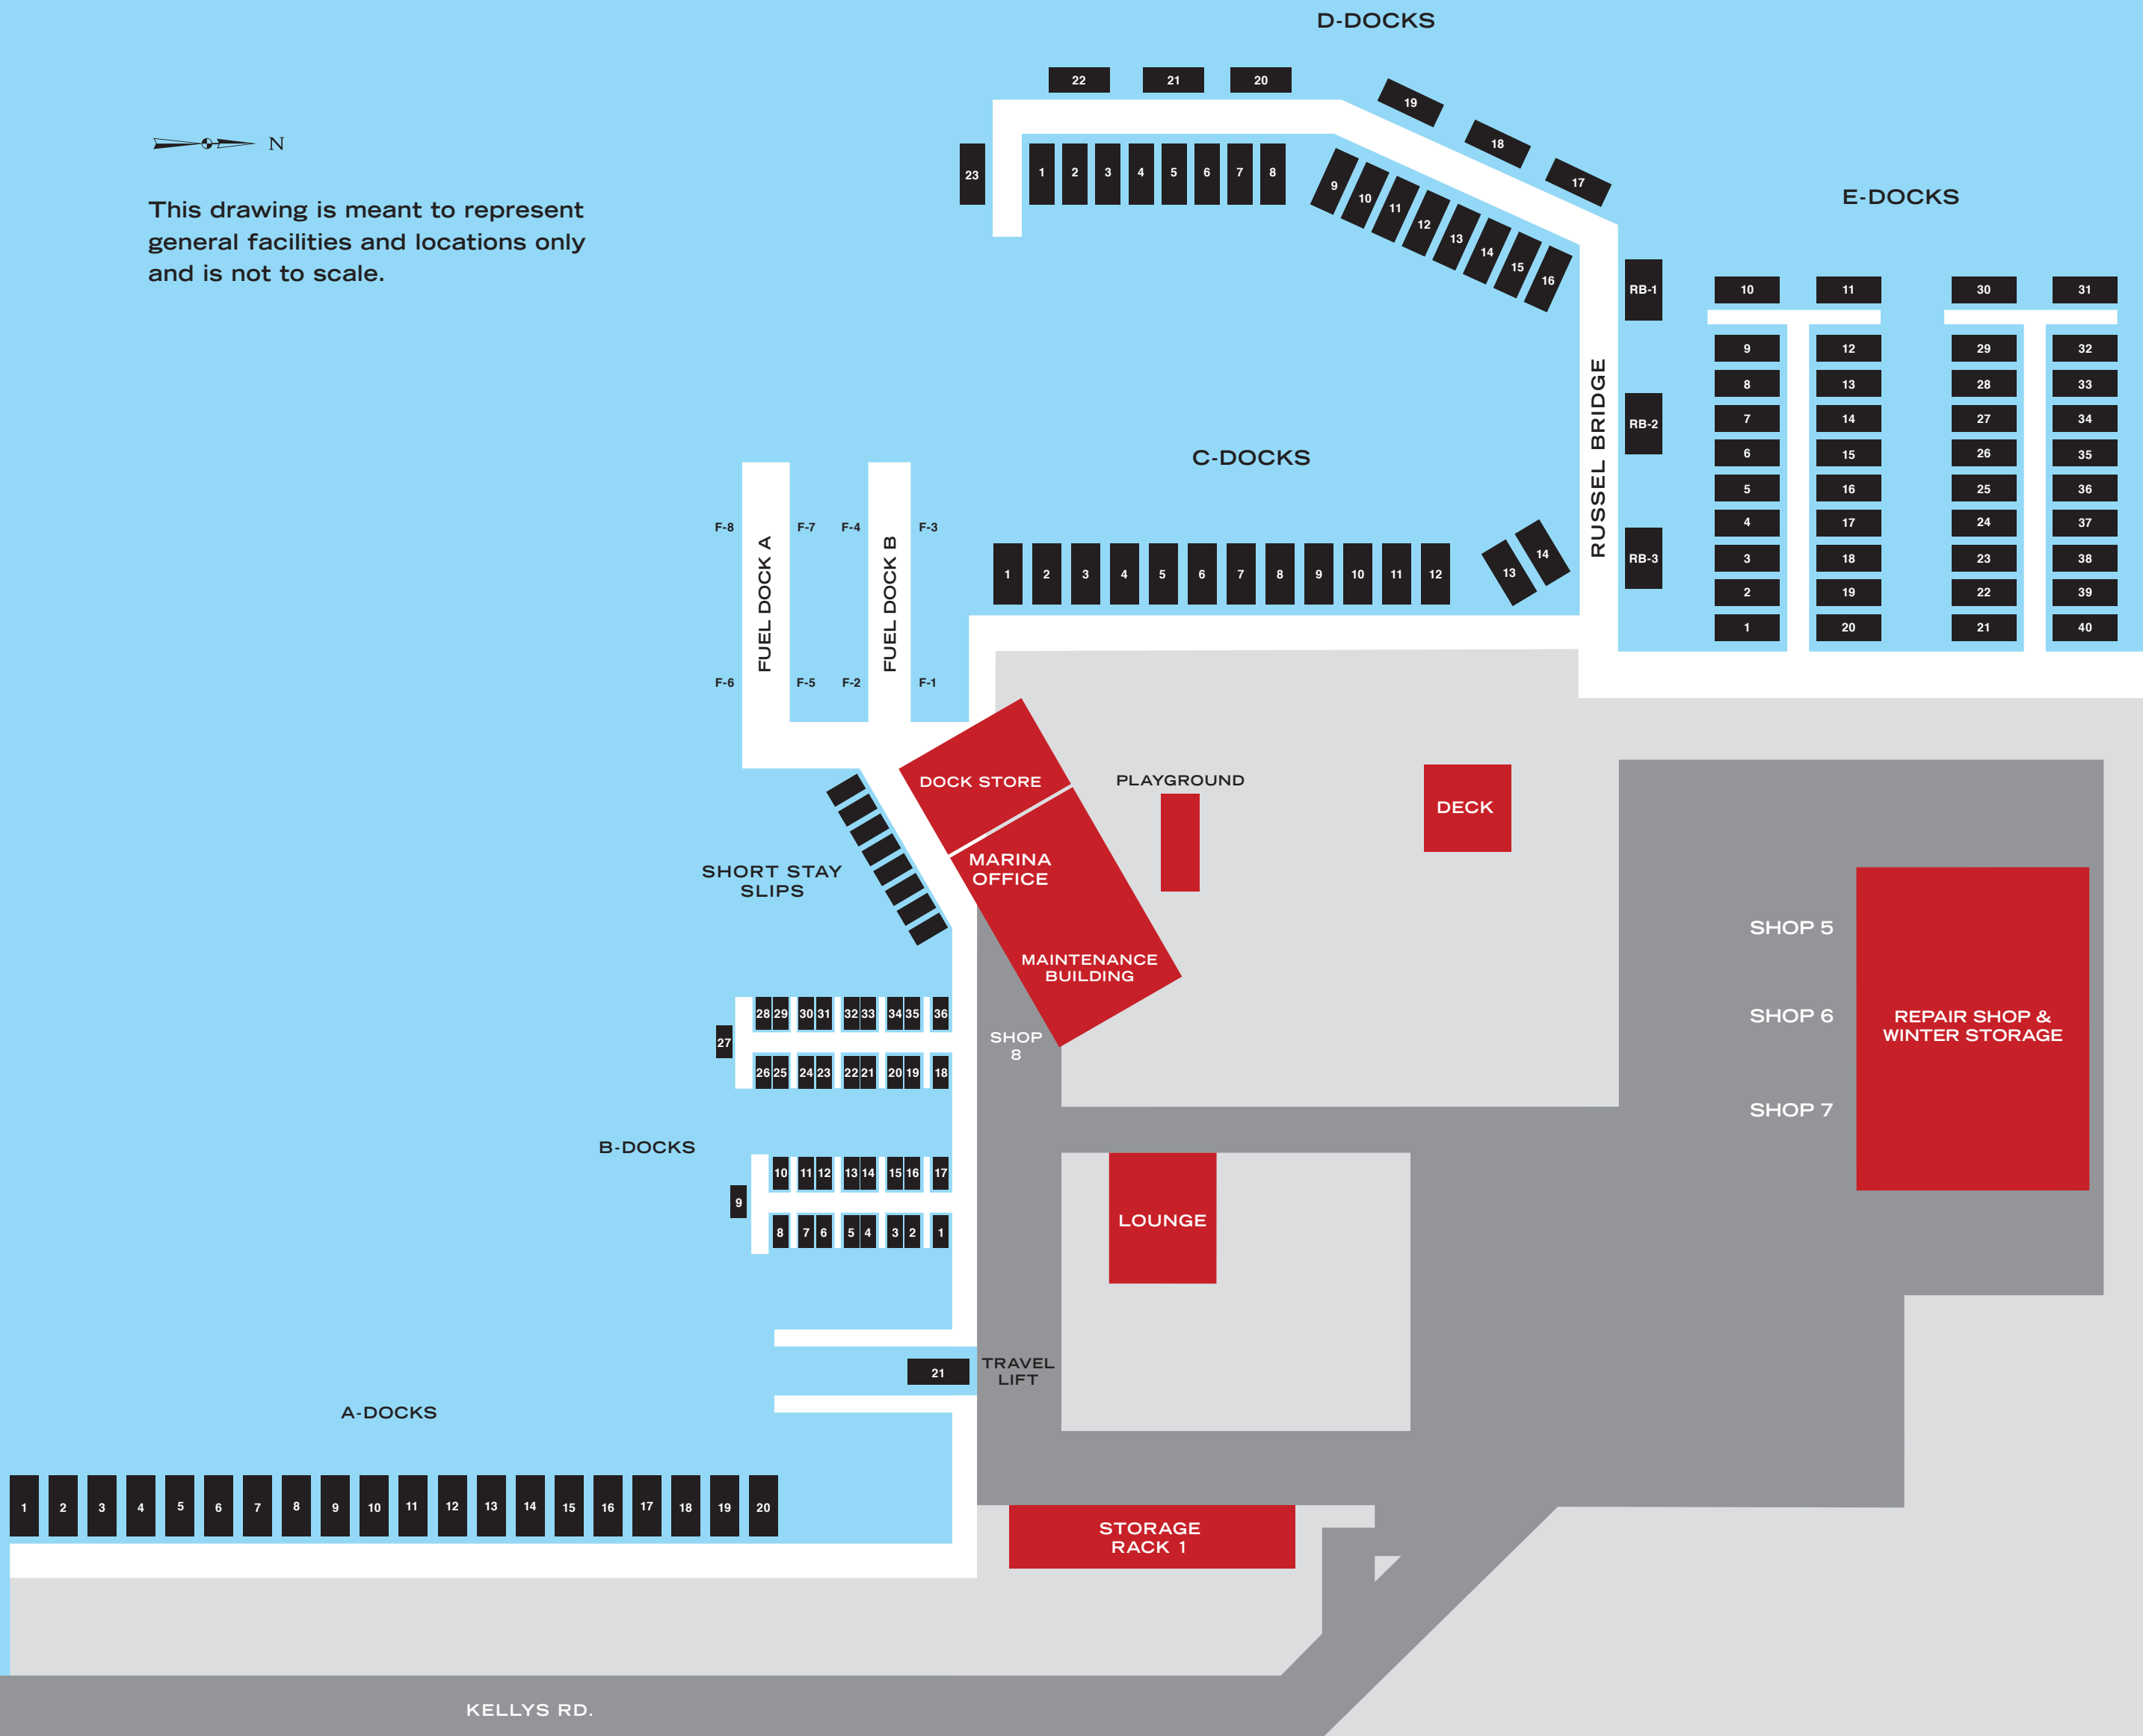 D-DOCKS
22
21
20
19
18
17
23
1 2 3 4 5 6 7 8
9
10
11
12
13
14
15
16
N
This drawing is meant to represent
general facilities and locations only
and is not to scale.
E-DOCKS
RB-1
RB-2
RB-3
RUSSEL BRIDGE
10 11 30 31
9 12 29 32
8 13 28 33
7 14 27 34
6 15 26 35
5 16 25 36
4 17 24 37
3 18 23 38
2 19 22 39
1 20 21 40
C-DOCKS
1 2 3 4 5 6 7 8 9 10 11 12
13
14
F-8
F-7
F-4
F-3
FUEL DOCK A
FUEL DOCK B
F-6
F-5
F-2
F-1
DOCK STORE
MARINA
OFFICE
MAINTENANCE
BUILDING
PLAYGROUND
DECK
SHORT STAY
SLIPS
SHOP 5
SHOP 6
SHOP 7
REPAIR SHOP &
WINTER STORAGE
SHOP
8
28 29 30 31 32 33 34 35 36
27
26 25 24 23 22 21 20 19 18
B-DOCKS
10 11 12 13 14 15 16 17
9
8 7 6 5 4 3 2 1
LOUNGE
21
TRAVEL
LIFT
A-DOCKS
1 2 3 4 5 6 7 8 9 10 11 12 13 14 15 16 17 18 19 20
STORAGE
RACK 1
KELLYS RD.